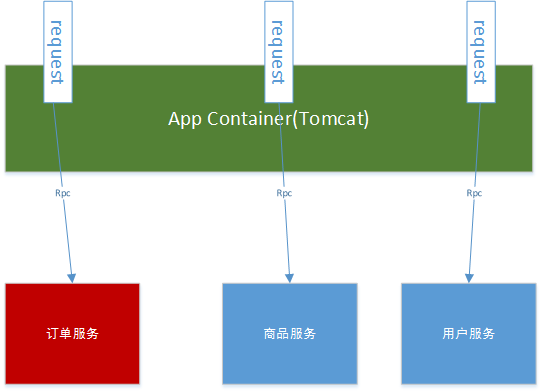 request
request
request
App Container(Tomcat)
Rpc
Rpc
Rpc
订单服务
商品服务
用户服务